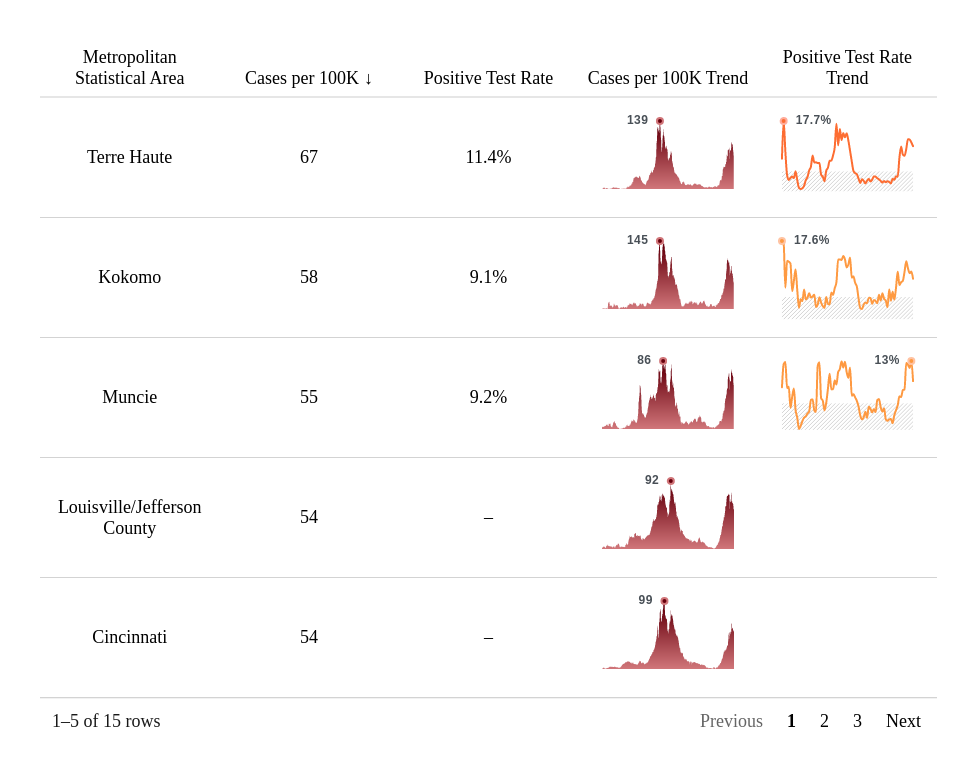 Metropolitan
Statistical Area
Cases per 100K ↓
Positive Test Rate
Cases per 100K Trend
Positive Test Rate
Trend
Terre Haute
67
11.4%
139
17.7%
Kokomo
58
9.1%
145
17.6%
Muncie
55
9.2%
86
13%
Louisville/Jefferson
County
54
–
92
Cincinnati
54
–
99
1–5 of 15 rows
Previous 1 2 3 Next